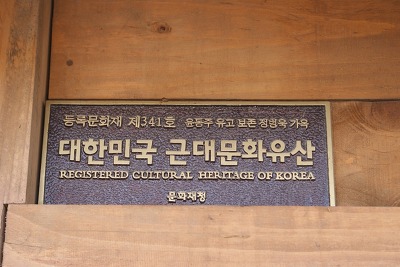 등록문화재 제341호 윤동주 유고 보존 정병욱 가옥
대한민국 근대문화유산
REGISTERED CULTURAL HERITAGE OF KOREA
문화재청